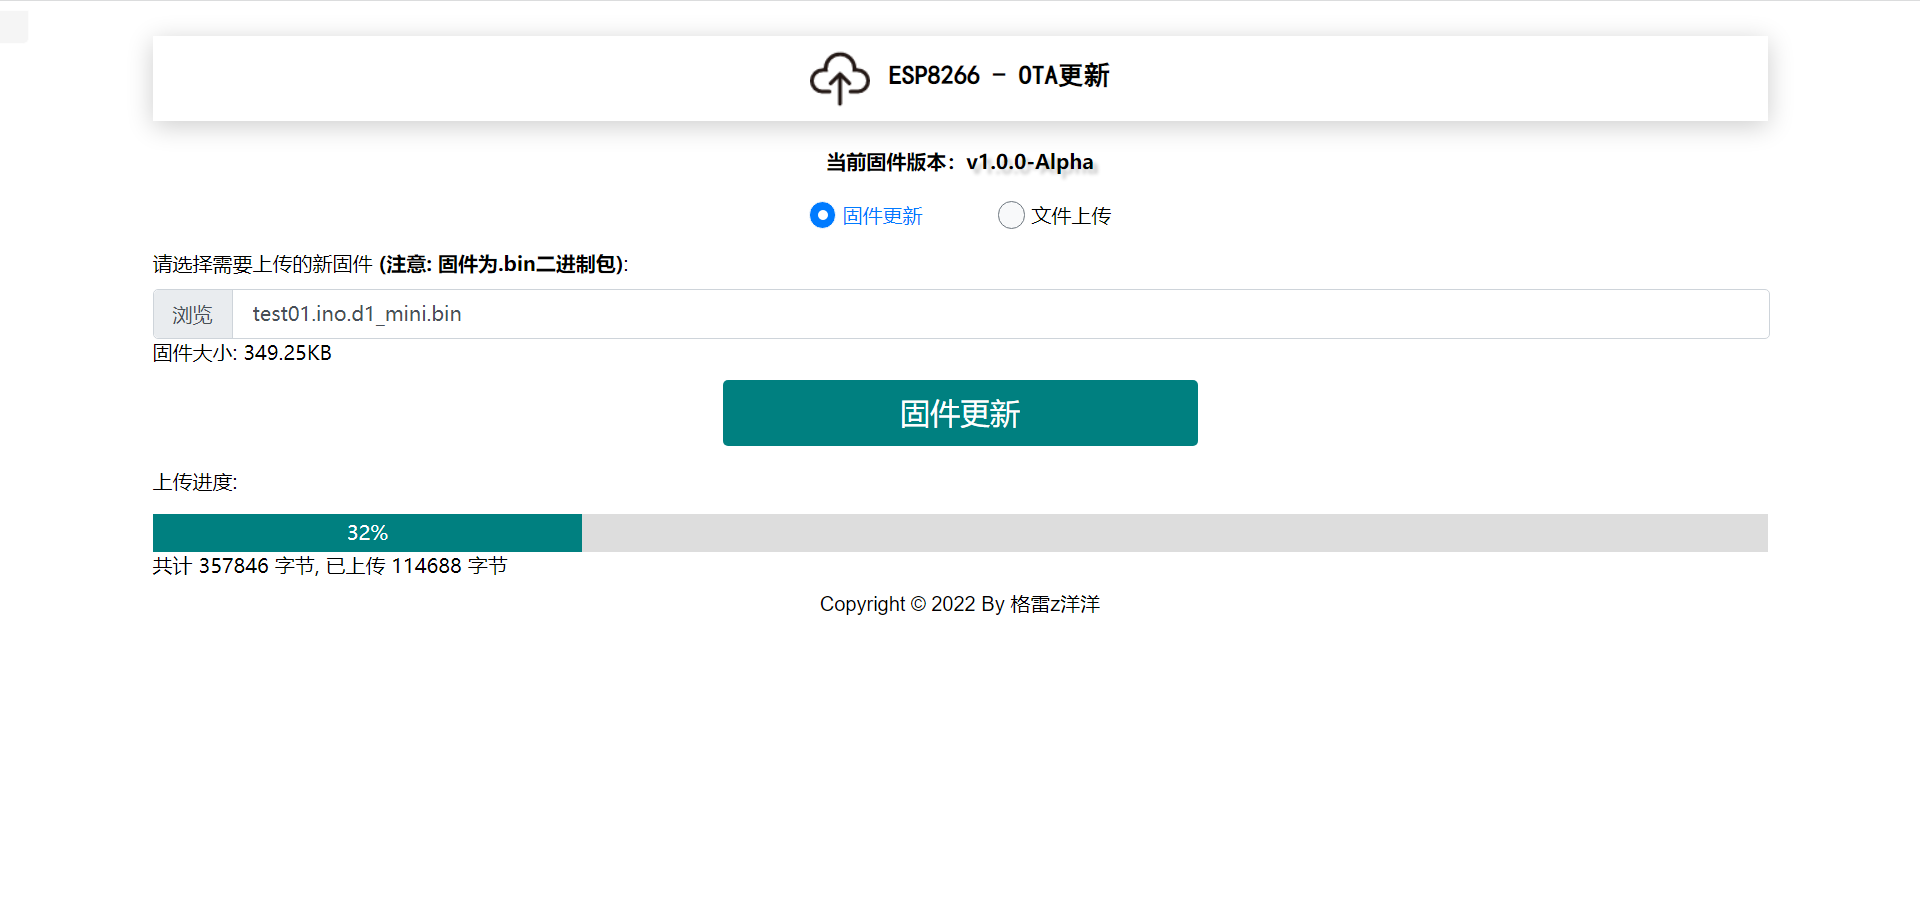 ESP8266 - OTA更新
当前固件版本：v1.0.0-Alpha
固件更新 文件上传
请选择需要上传的新固件 (注意: 固件为.bin二进制包):
浏览 test01.ino.d1_mini.bin
固件大小: 349.25KB
固件更新
上传进度:
32%
共计 357846 字节, 已上传 114688 字节
Copyright © 2022 By 格雷z洋洋